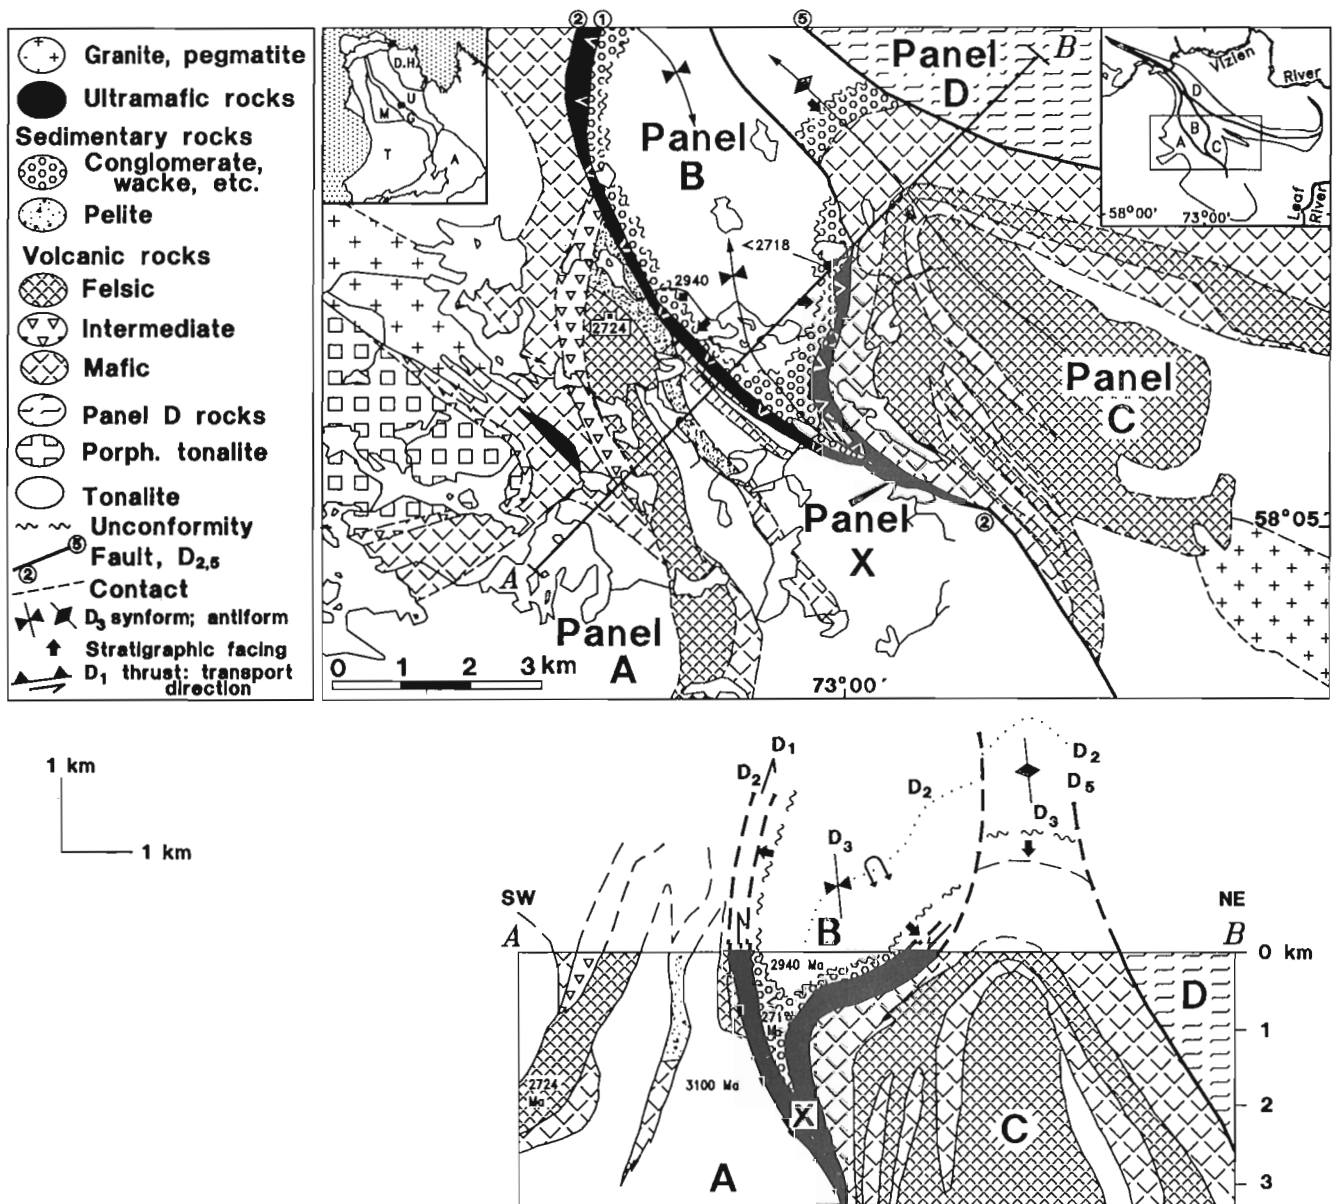 Granite, pegmatite
Ultramafic rocks
Sedimentary rocks
Conglomerate,
wacke, etc.
Pelite
Volcanic rocks
Felsic
Intermediate
Mafic
Panel D rocks
Porph. tonalite
Tonalite
Unconformity
5
Fault, D2,5
2
Contact
D3 synform; antiform
Stratigraphic facing
D1 thrust: transport
direction
2 1 5
D.H.
U
M G
T A
Panel
B
Panel
D
B
Vizien
River
D
B
A C
Leaf
River
58°00' 73°00'
<2718
2940
2724
Panel
C
Panel
X
2
58°05'
A
Panel
A
0 1 2 3 km
73°00'
1 km
1 km
D1
D2
D2
D2
D5
D3
D3
SW
NE
A
B
B
0 km
2940 Ma
D
271
Ma
1
2724
Ma
3100 Ma
X
2
C
A
3